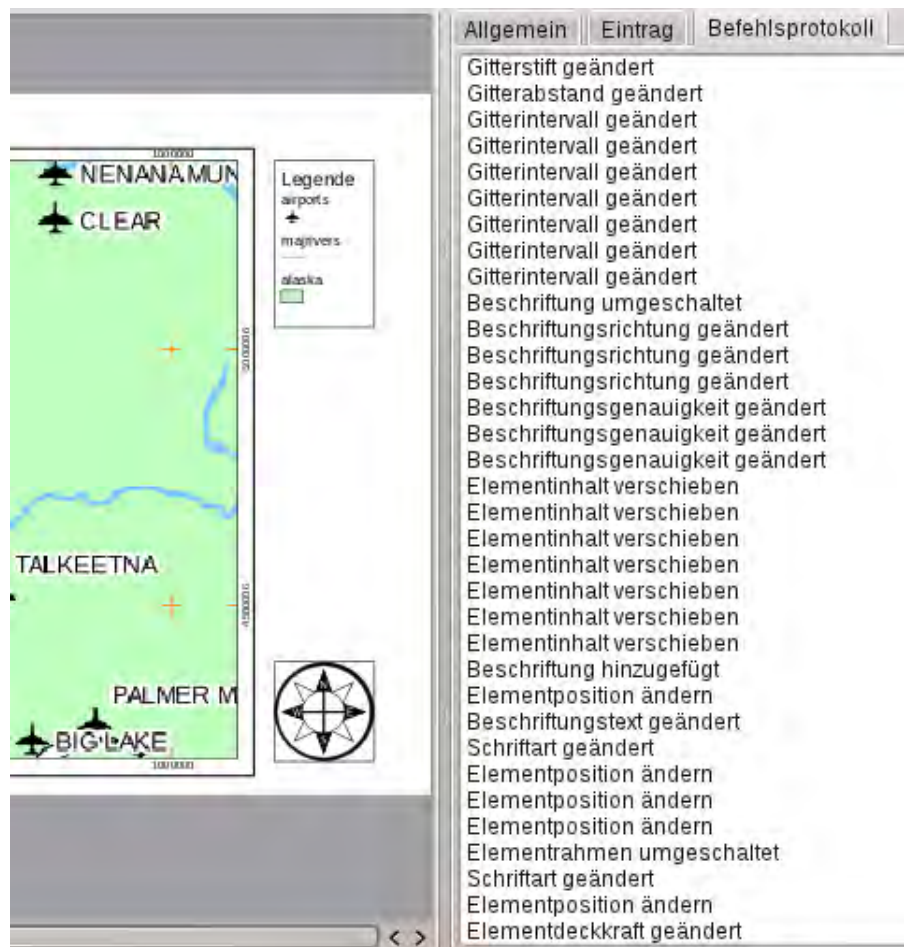 Allgemein Eintrag Befehlsprotokoll
Gitterstift geändert
Gitterabstand geändert
Gitterintervall geändert
Gitterintervall geändert
Gitterintervall geändert
Gitterintervall geändert
Gitterintervall geändert
Gitterintervall geändert
Gitterintervall geändert
Beschriftung umgeschaltet
Beschriftungsrichtung geändert
Beschriftungsrichtung geändert
Beschriftungsrichtung geändert
Beschriftungsgenauigkeit geändert
Beschriftungsgenauigkeit geändert
Beschriftungsgenauigkeit geändert
Elementinhalt verschieben
Elementinhalt verschieben
Elementinhalt verschieben
Elementinhalt verschieben
Elementinhalt verschieben
Elementinhalt verschieben
Elementinhalt verschieben
Beschriftung hinzugefügt
Elementposition ändern
Beschriftungstext geändert
Schriftart geändert
Elementposition ändern
Elementposition ändern
Elementposition ändern
Elementrahmen umgeschaltet
Schriftart geändert
Elementposition ändern
Elementdeckkraft geändert
1000000
NENANA MUN
CLEAR
TALKEETNA
PALMER M
BIG LAKE
1000000
Legende
airports
majrivers
alaska